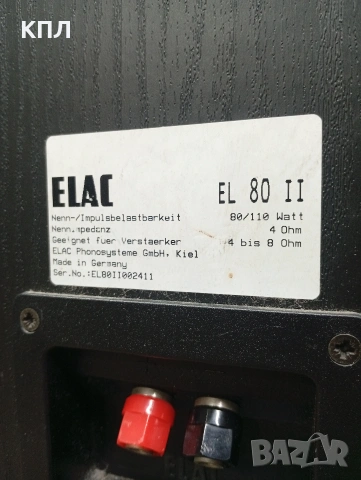 КПЛ
ELAC EL 80 II
Nenn-/Impulsbelastbarkeit 80/110 Watt
Nenn.impedanz 4 Ohm
Geeignet fuer Verstaerker 4 bis 8 Ohm
ELAC Phonosysteme GmbH, Kiel
Made in Germany
Ser.No.:EL80II002411
BAZAR